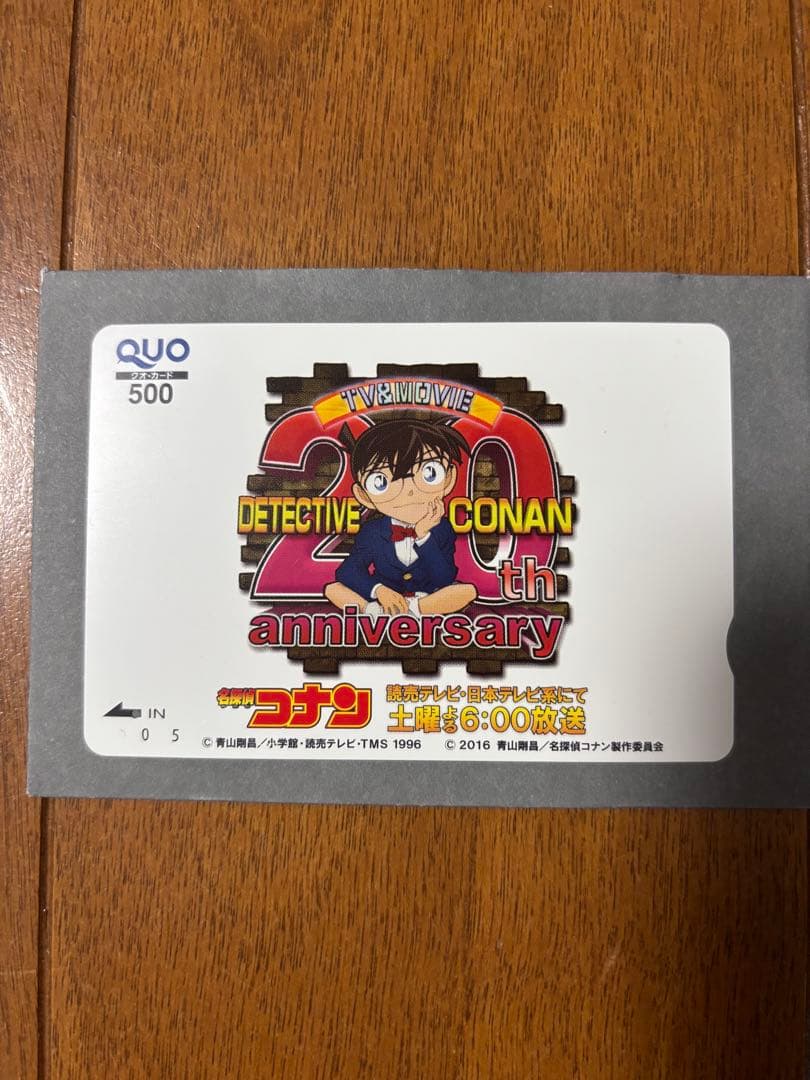 QUO
クオ・カード
500
TV&MOVIE
20th
DETECTIVE CONAN
anniversary
名探偵コナン
読売テレビ・日本テレビ系にて
土曜よる6:00放送
IN
0 5
© 青山剛昌／小学館・読売テレビ・TMS 1996 © 2016 青山剛昌／名探偵コナン製作委員会